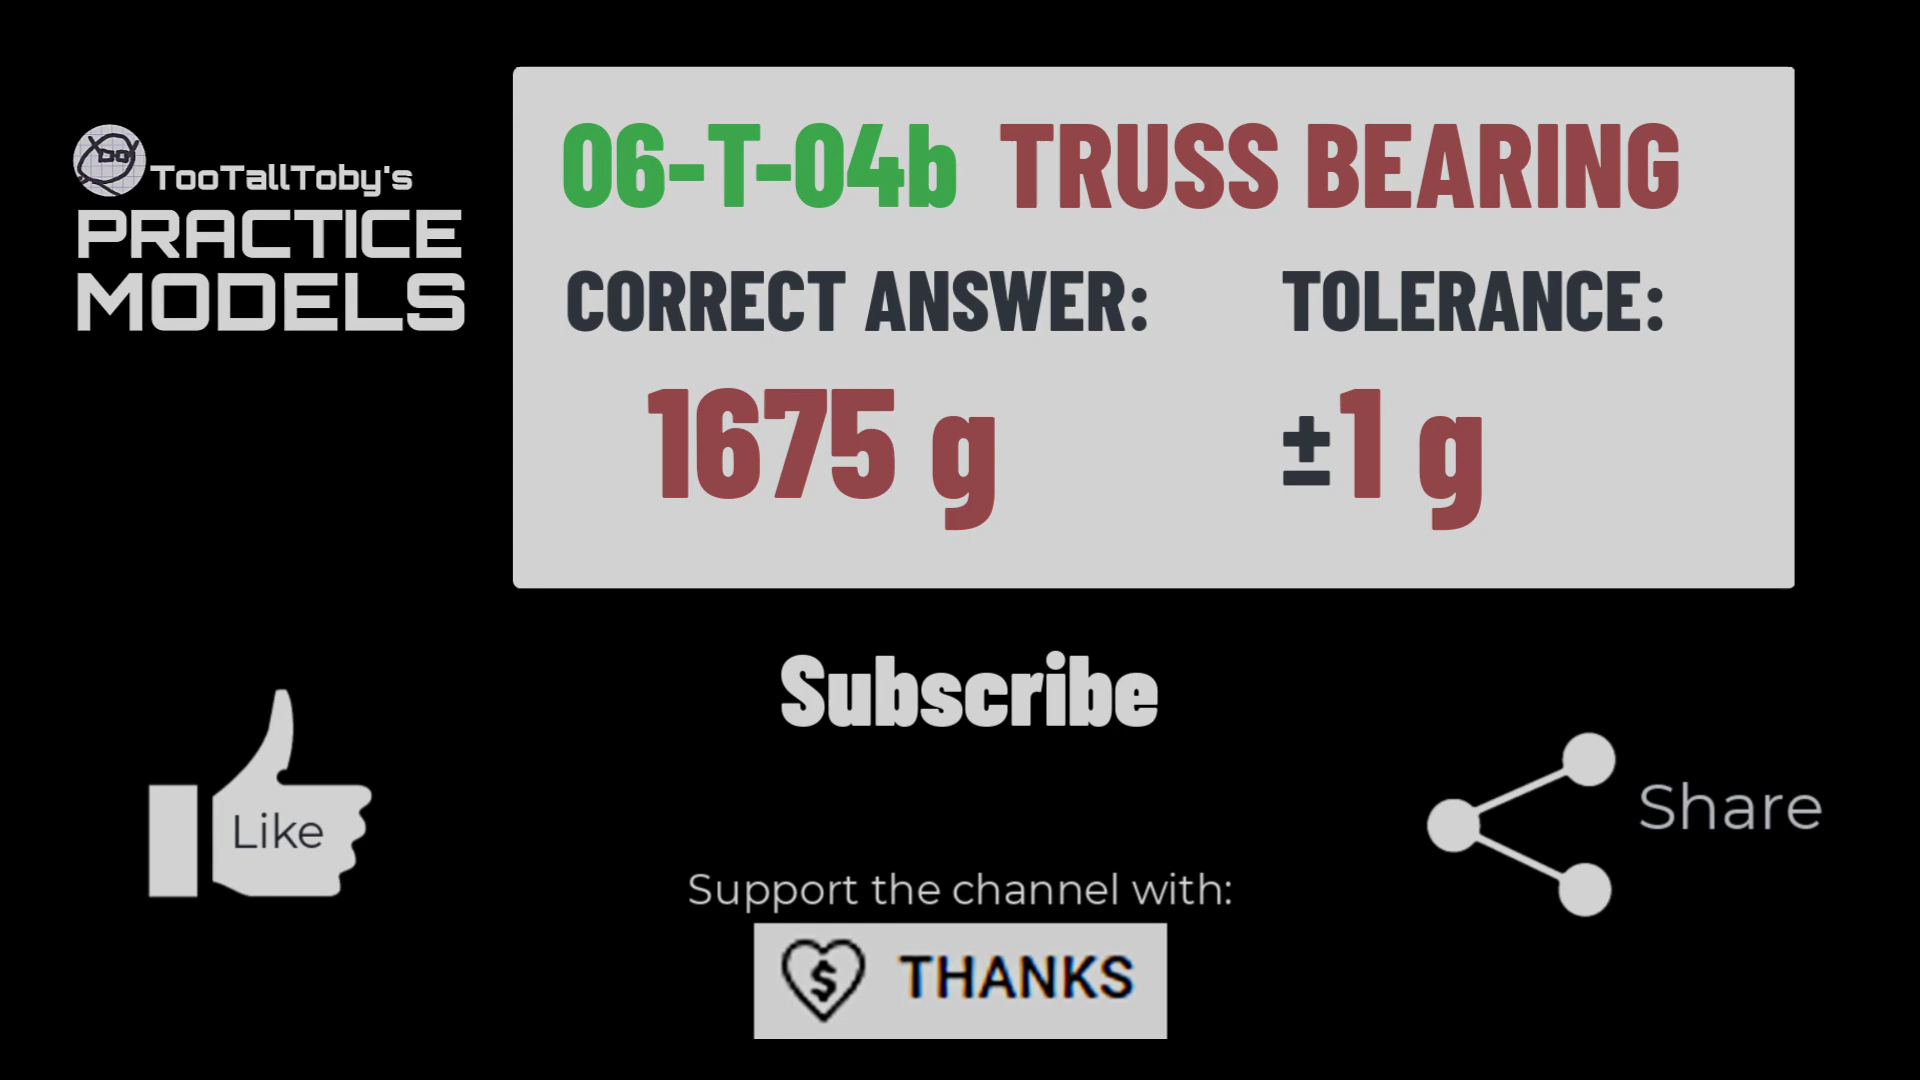 TooTallToby's
PRACTICE
MODELS
06-T-04b TRUSS BEARING
CORRECT ANSWER: TOLERANCE:
1675 g ±1 g
Subscribe
Like
Share
Support the channel with:
$ THANKS